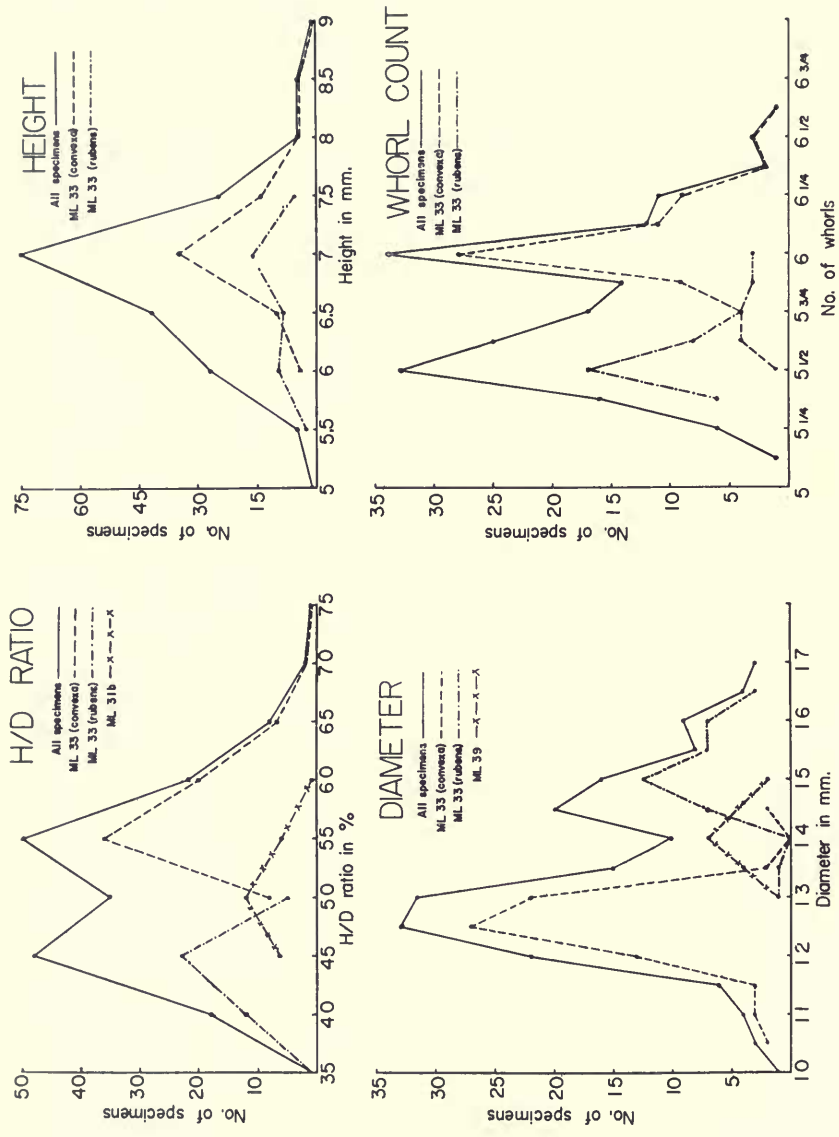 H/D RATIO
All specimens
ML 33 (convexa)
ML 33 (rubens)
ML 31b —x—x—x
50
40
30
20
10
No. of specimens
35 40 45 50 55 60 65 70 75
H/D ratio in %
HEIGHT
All specimens
ML 33 (convexa)
ML 33 (rubens)
75
60
45
30
15
No. of specimens
5 5.5 6 6.5 7 7.5 8 8.5 9
Height in mm.
DIAMETER
All specimens
ML 33 (convexa)
ML 33 (rubens)
ML 39 —x—x—x
35
30
25
20
15
10
5
No. of specimens
10 11 12 13 14 15 16 17
Diameter in mm.
WHORL COUNT
All specimens
ML 33 (convexa)
ML 33 (rubens)
35
30
25
20
15
10
5
No. of specimens
5 5 1/4 5 1/2 5 3/4 6 6 1/4 6 1/2 6 3/4
No. of whorls